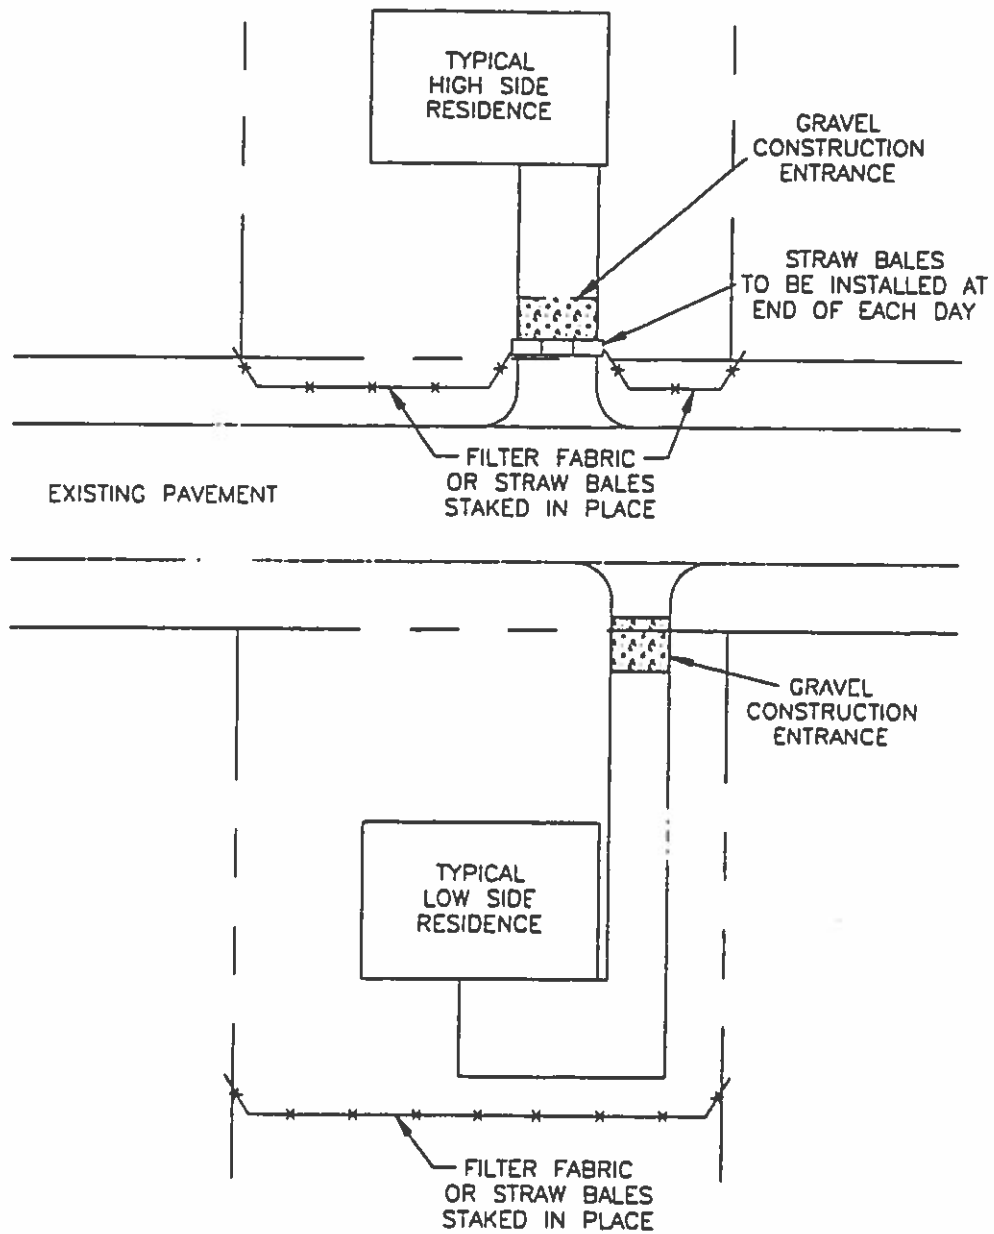 TYPICAL
HIGH SIDE
RESIDENCE
GRAVEL
CONSTRUCTION
ENTRANCE
STRAW BALES
TO BE INSTALLED AT
END OF EACH DAY
FILTER FABRIC
OR STRAW BALES
STAKED IN PLACE
EXISTING PAVEMENT
GRAVEL
CONSTRUCTION
ENTRANCE
TYPICAL
LOW SIDE
RESIDENCE
FILTER FABRIC
OR STRAW BALES
STAKED IN PLACE